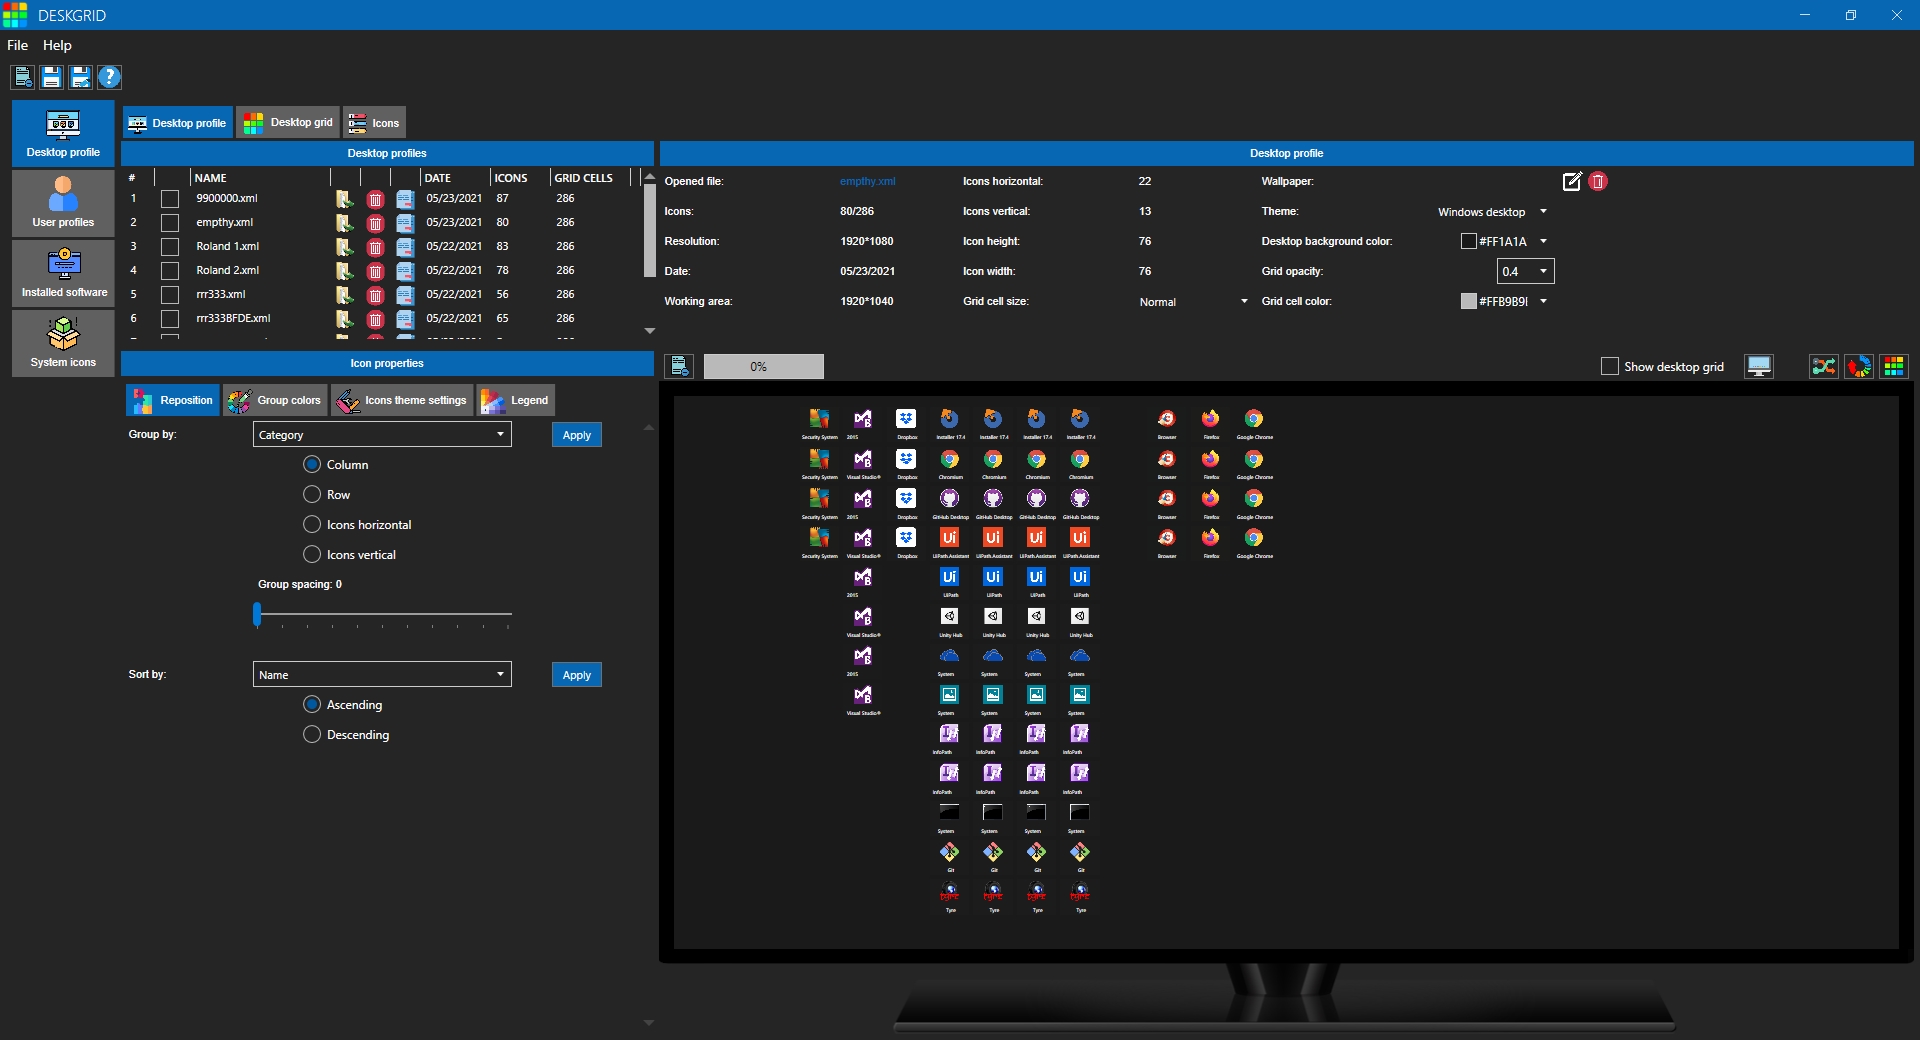 DESKGRID
File Help
Desktop profile
User profiles
Installed software
System icons
Desktop profile Desktop grid Icons
Desktop profiles
# NAME DATE ICONS GRID CELLS
1 9900000.xml 05/23/2021 87 286
2 empthy.xml 05/23/2021 80 286
3 Roland 1.xml 05/22/2021 83 286
4 Roland 2.xml 05/22/2021 78 286
5 rrr333.xml 05/22/2021 56 286
6 rrr333BFDE.xml 05/22/2021 65 286
Icon properties
Reposition Group colors Icons theme settings Legend
Group by: Category Apply
Column
Row
Icons horizontal
Icons vertical
Group spacing: 0
Sort by: Name Apply
Ascending
Descending
Desktop profile
Opened file: empthy.xml Icons horizontal: 22 Wallpaper:
Icons: 80/286 Icons vertical: 13 Theme: Windows desktop
Resolution: 1920*1080 Icon height: 76 Desktop background color: #FF1A1A
Date: 05/23/2021 Icon width: 76 Grid opacity: 0.4
Working area: 1920*1040 Grid cell size: Normal Grid cell color: #FFB9B9
0% Show desktop grid
Security System 2015 Dropbox Installer 17.4 Installer 17.4 Installer 17.4 Installer 17.4 Browser Firefox Google Chrome
Security System Visual Studio® Dropbox Chromium Chromium Chromium Chromium Browser Firefox Google Chrome
Security System 2015 Dropbox GitHub Desktop GitHub Desktop GitHub Desktop GitHub Desktop Browser Firefox Google Chrome
Security System Visual Studio® Dropbox UiPath Assistant UiPath Assistant UiPath Assistant UiPath Assistant Browser Firefox Google Chrome
2015 UiPath UiPath UiPath UiPath
Visual Studio® Unity Hub Unity Hub Unity Hub Unity Hub
2015 System System System System
Visual Studio® System System System System
InfoPath InfoPath InfoPath InfoPath
InfoPath InfoPath InfoPath InfoPath
System System System System
Git Git Git Git
Tyre Tyre Tyre Tyre